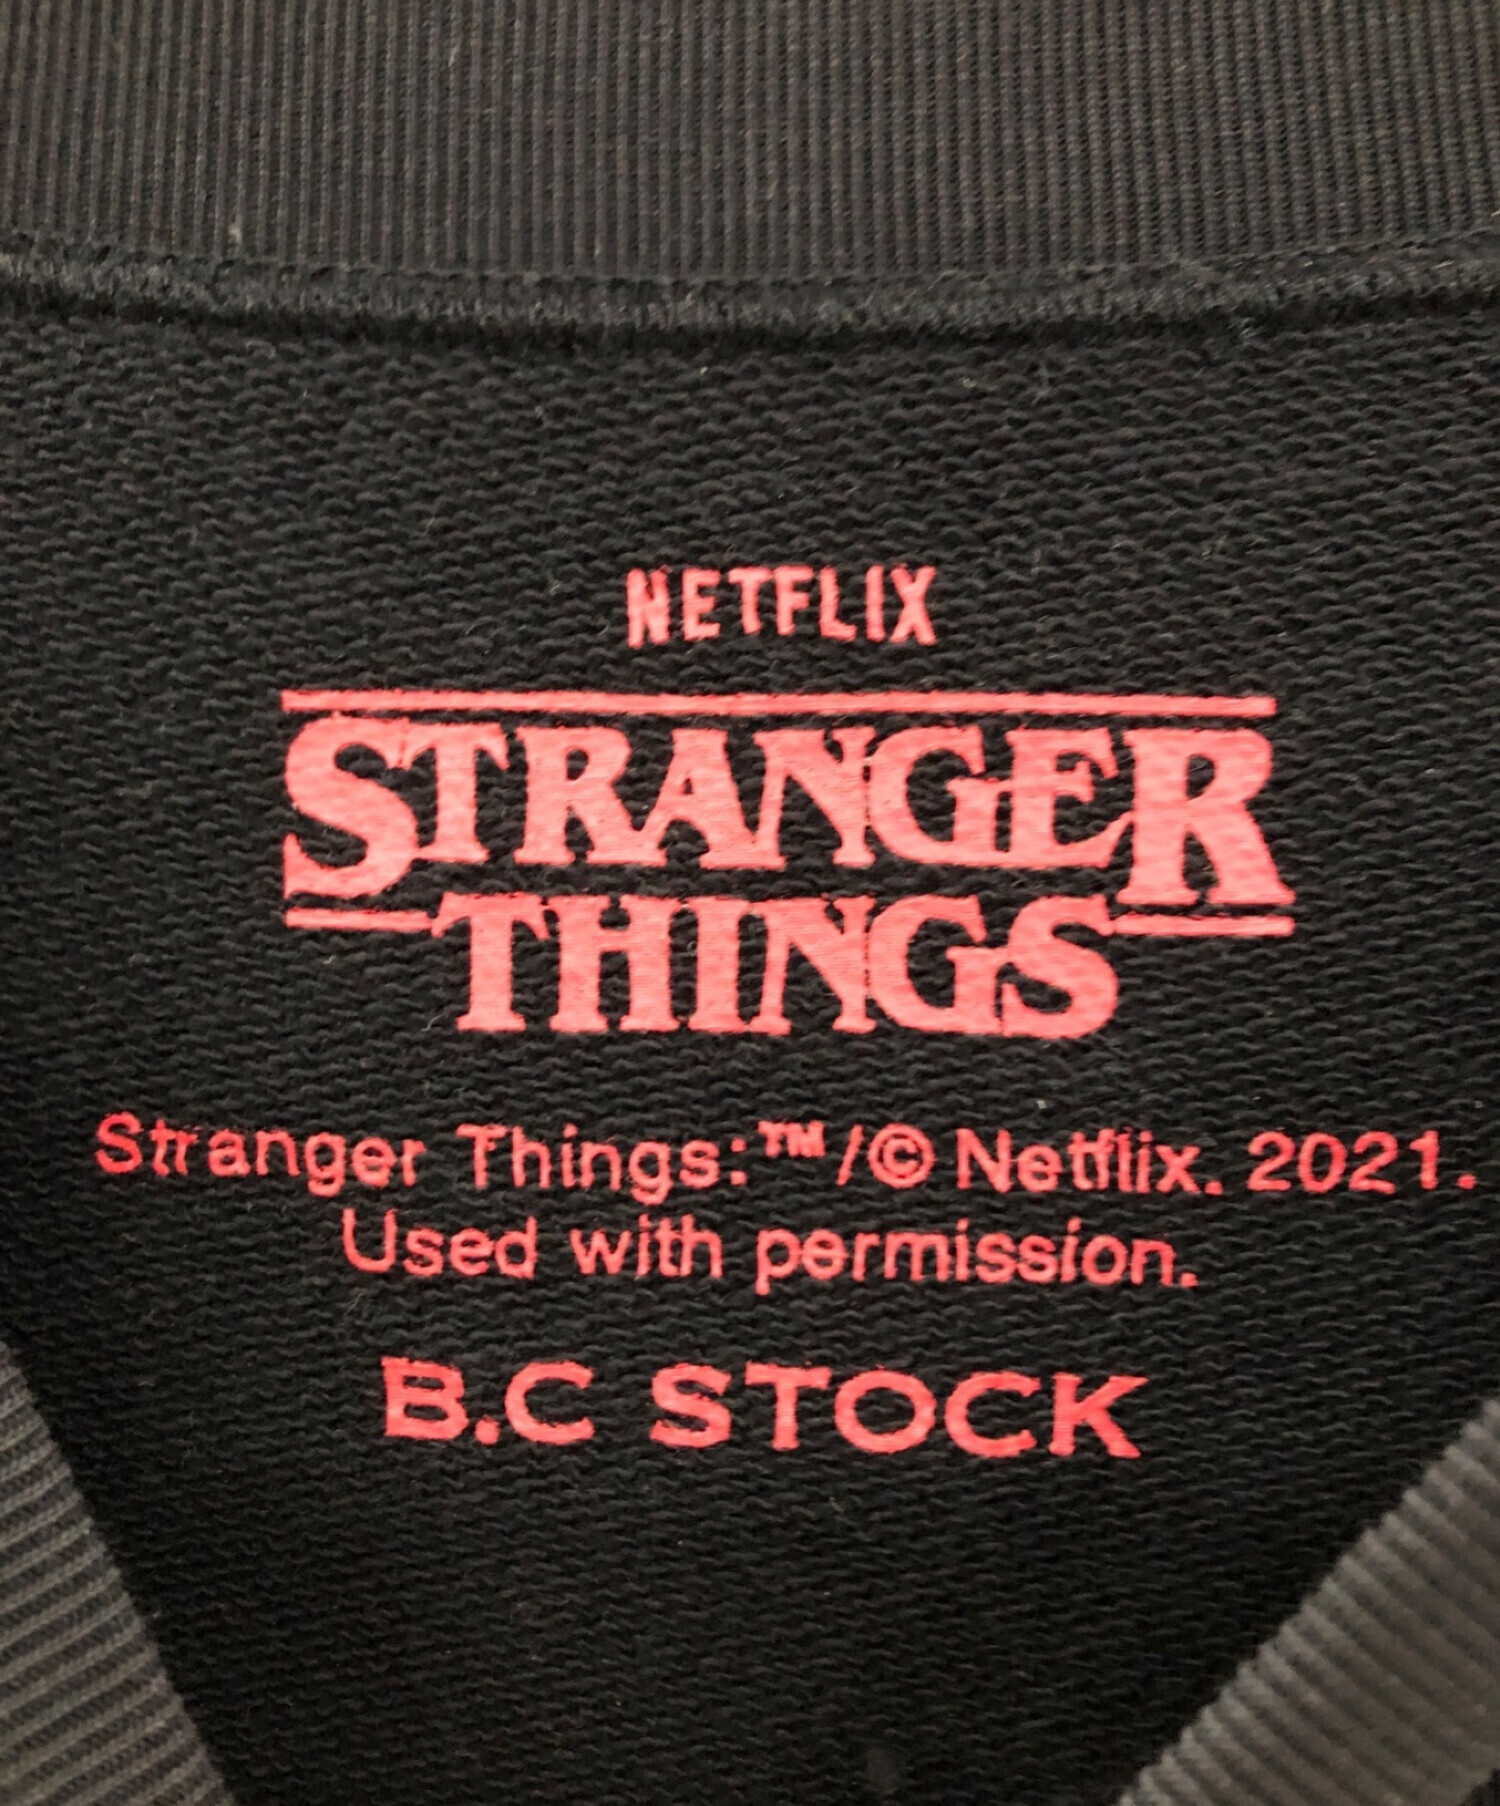 NETFLIX
STRANGER
THINGS
Stranger Things:™/© Netflix. 2021.
Used with permission.
B.C STOCK